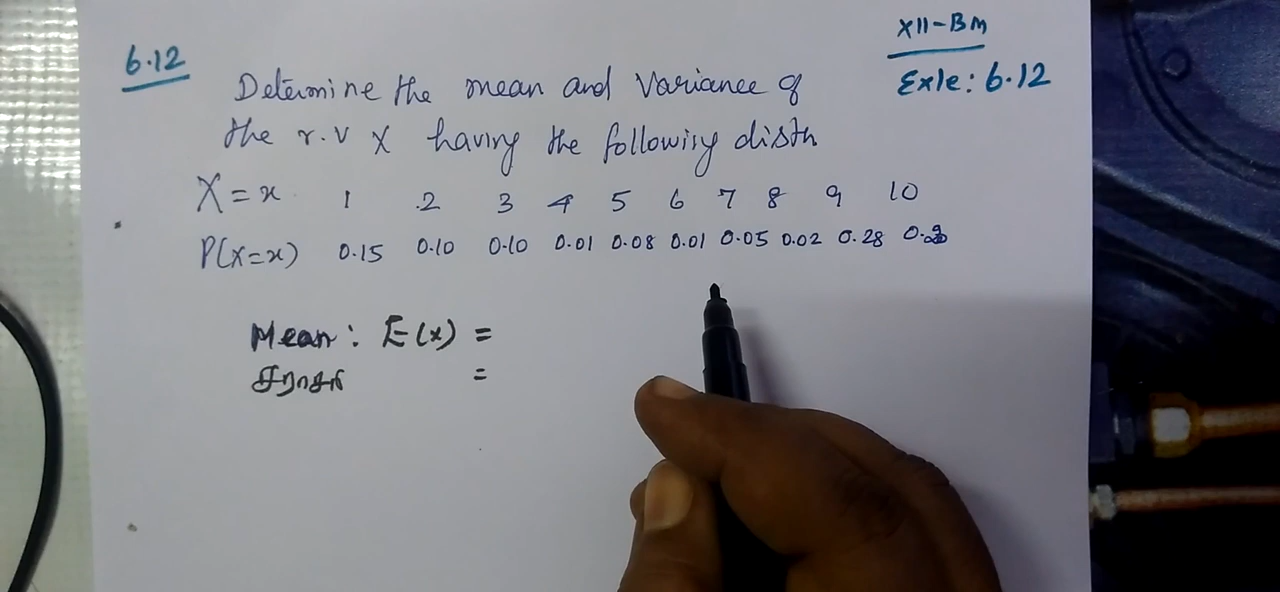 XII-BM
6.12
Exle: 6.12
Determine the mean and variance of
the r.v X having the following distn
X=x 1 2 3 4 5 6 7 8 9 10
P(X=x) 0.15 0.10 0.10 0.01 0.08 0.01 0.05 0.02 0.28
Mean: E(x) =
சராசரி =